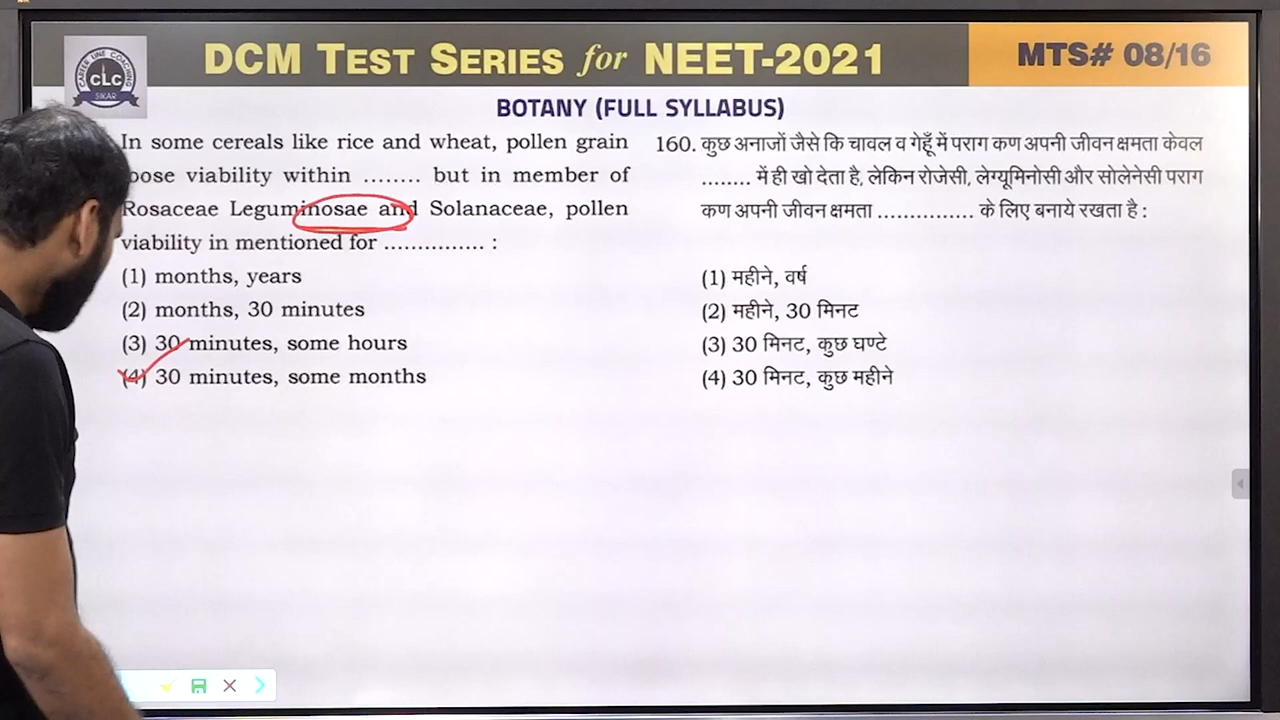 CAREER LINE COACHING
CLC
SIKAR
DCM TEST SERIES for NEET-2021
MTS# 08/16
BOTANY (FULL SYLLABUS)
In some cereals like rice and wheat, pollen grain
oose viability within ........ but in member of
Rosaceae Leguminosae and Solanaceae, pollen
viability in mentioned for ............... :
(1) months, years
(2) months, 30 minutes
(3) 30 minutes, some hours
(4) 30 minutes, some months
160. कुछ अनाजों जैसे कि चावल व गेहूँ में पराग कण अपनी जीवन क्षमता केवल
........ में ही खो देता है, लेकिन रोजेसी, लेग्यूमिनोसी और सोलेनेसी पराग
कण अपनी जीवन क्षमता ............... के लिए बनाये रखता है :
(1) महीने, वर्ष
(2) महीने, 30 मिनट
(3) 30 मिनट, कुछ घण्टे
(4) 30 मिनट, कुछ महीने